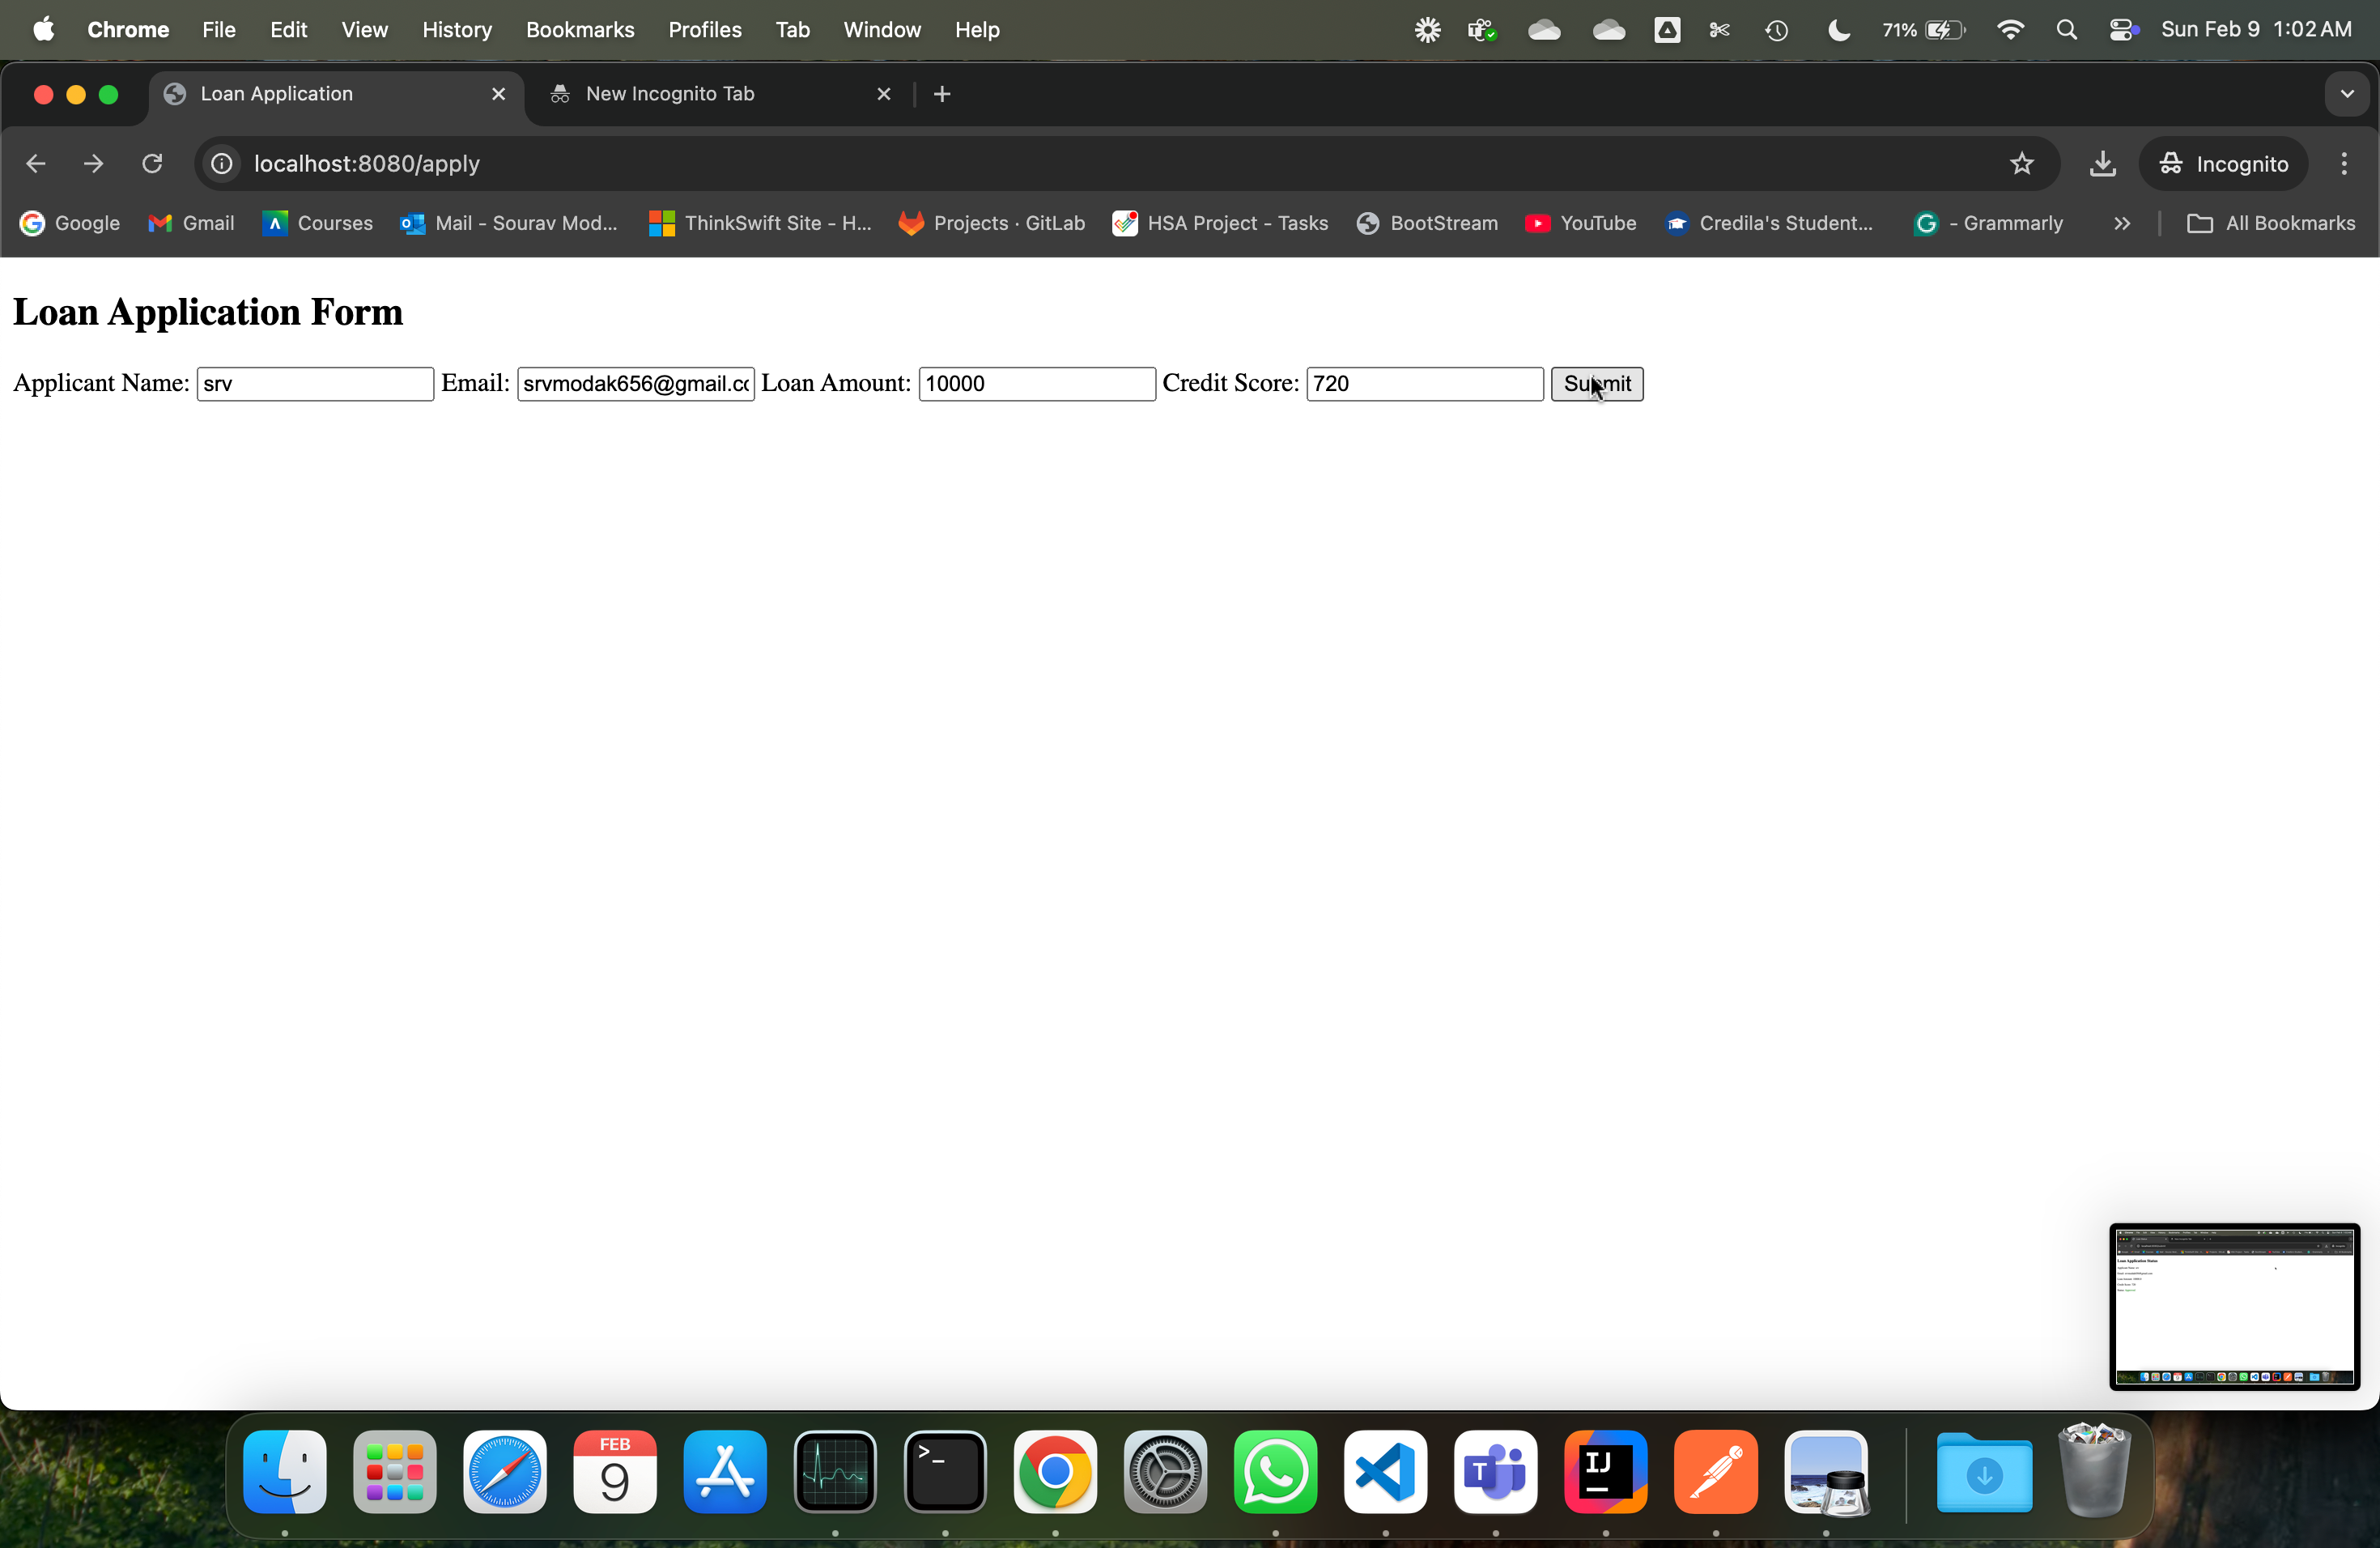 Chrome File Edit View History Bookmarks Profiles Tab Window Help 71% Sun Feb 9 1:02 AM
Loan Application New Incognito Tab
localhost:8080/apply Incognito
Google Gmail Courses Mail - Sourav Mod... ThinkSwift Site - H... Projects · GitLab HSA Project - Tasks BootStream YouTube Credila's Student... - Grammarly All Bookmarks
Loan Application Form
Applicant Name: srv Email: srvmodak656@gmail.co Loan Amount: 10000 Credit Score: 720 Submit
FEB
9